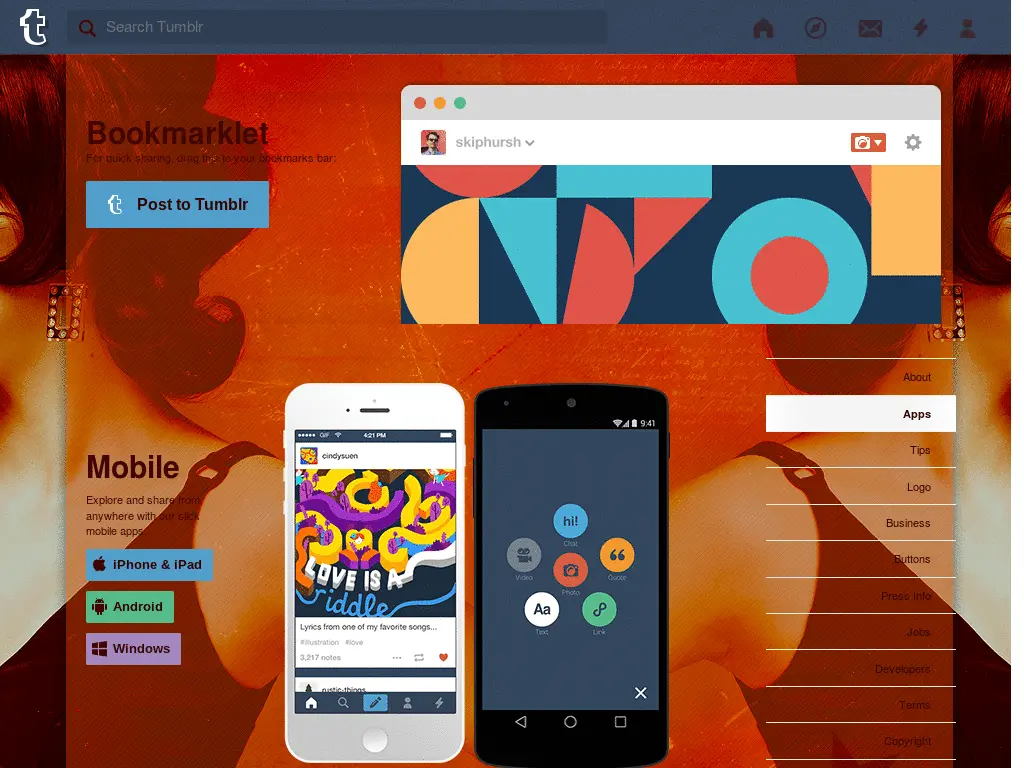 t Search Tumblr
Bookmarklet
For quick sharing, drag this to your bookmarks bar:
t Post to Tumblr
skiphursh
About
Apps
Tips
Logo
Business
Buttons
Press Info
Jobs
Developers
Terms
Copyright
Mobile
Explore and share from
anywhere with our slick
mobile apps.
iPhone & iPad
Android
Windows
GIF 4:21 PM
cindysuen
LOVE IS A
riddle
Lyrics from one of my favorite songs...
#illustration #love
3,217 notes
rustic-things
9:41
hi!
Chat
Video
Photo
Quote
Aa
Text
Link